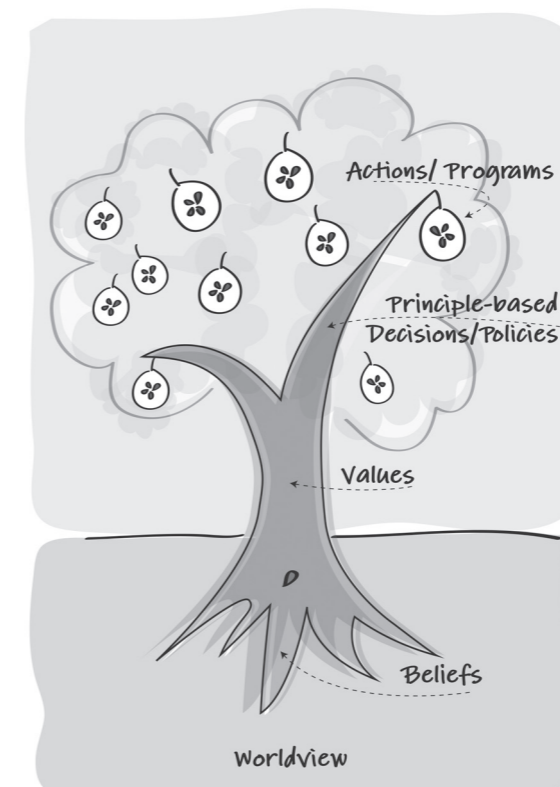 Actions/ Programs
Principle-based
Decisions/Policies
Values
Beliefs
Worldview